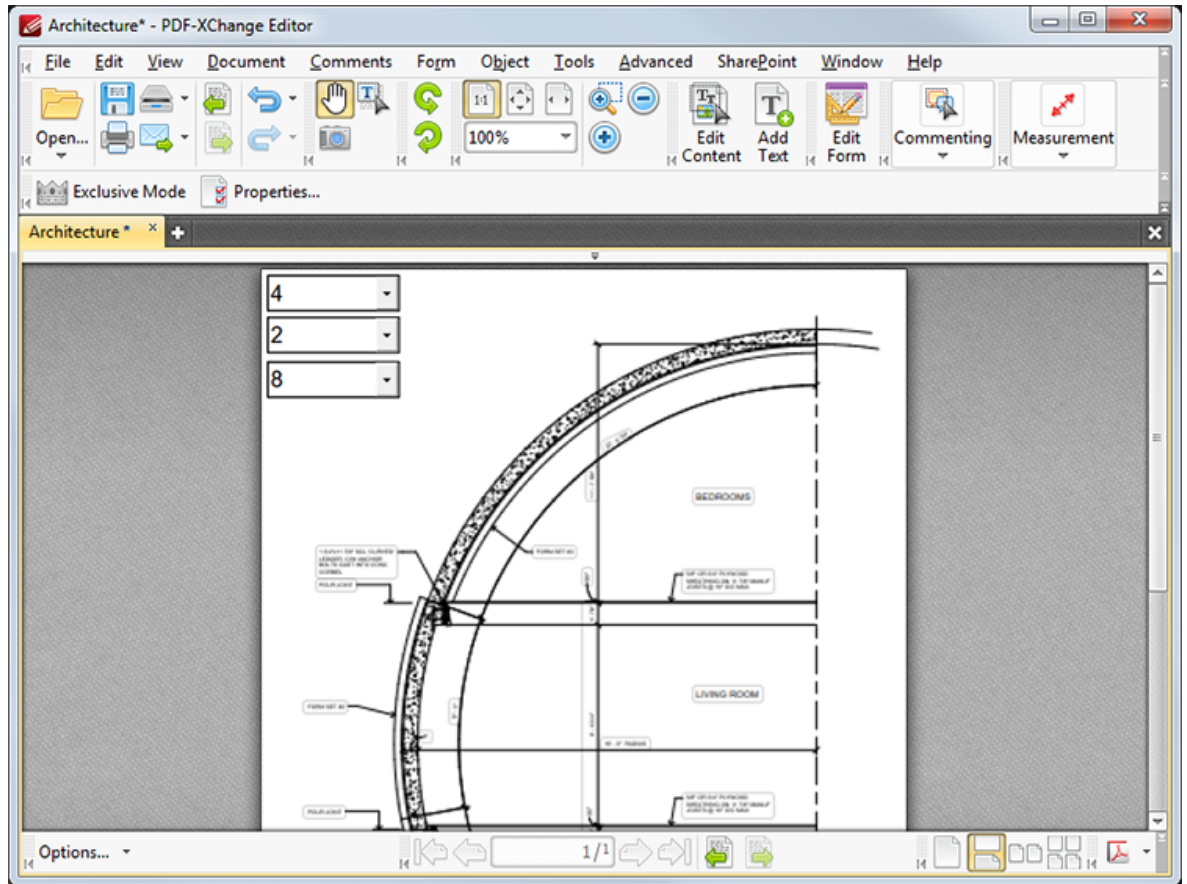 Architecture* - PDF-XChange Editor
File Edit View Document Comments Form Object Tools Advanced SharePoint Window Help
Open...
100%
Edit Content
Add Text
Edit Form
Commenting
Measurement
Exclusive Mode Properties...
Architecture *
4
2
8
BEDROOMS
LIVING ROOM
Options...
1/1